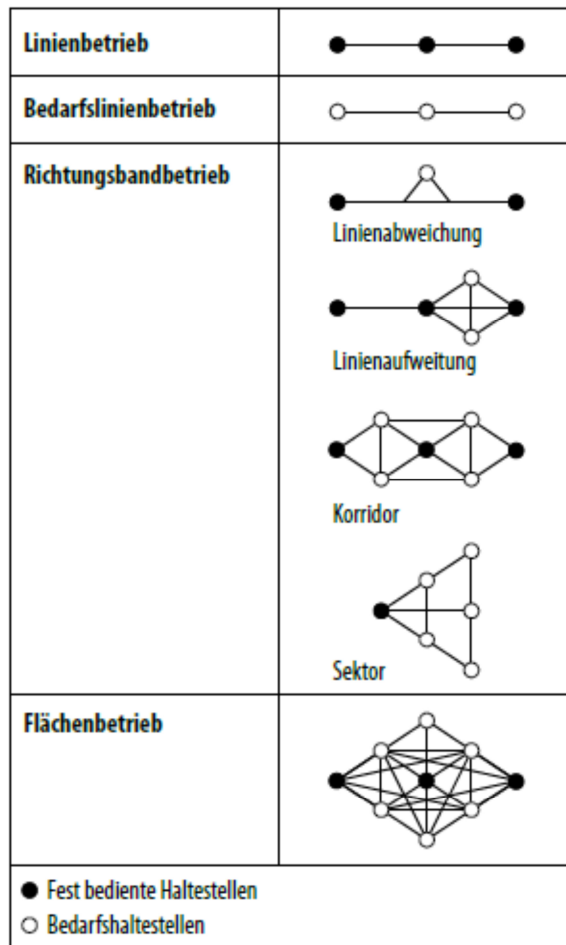 Linienbetrieb
Bedarfslinienbetrieb
Richtungsbandbetrieb
Linienabweichung
Linienaufweitung
Korridor
Sektor
Flächenbetrieb
Fest bediente Haltestellen
Bedarfshaltestellen